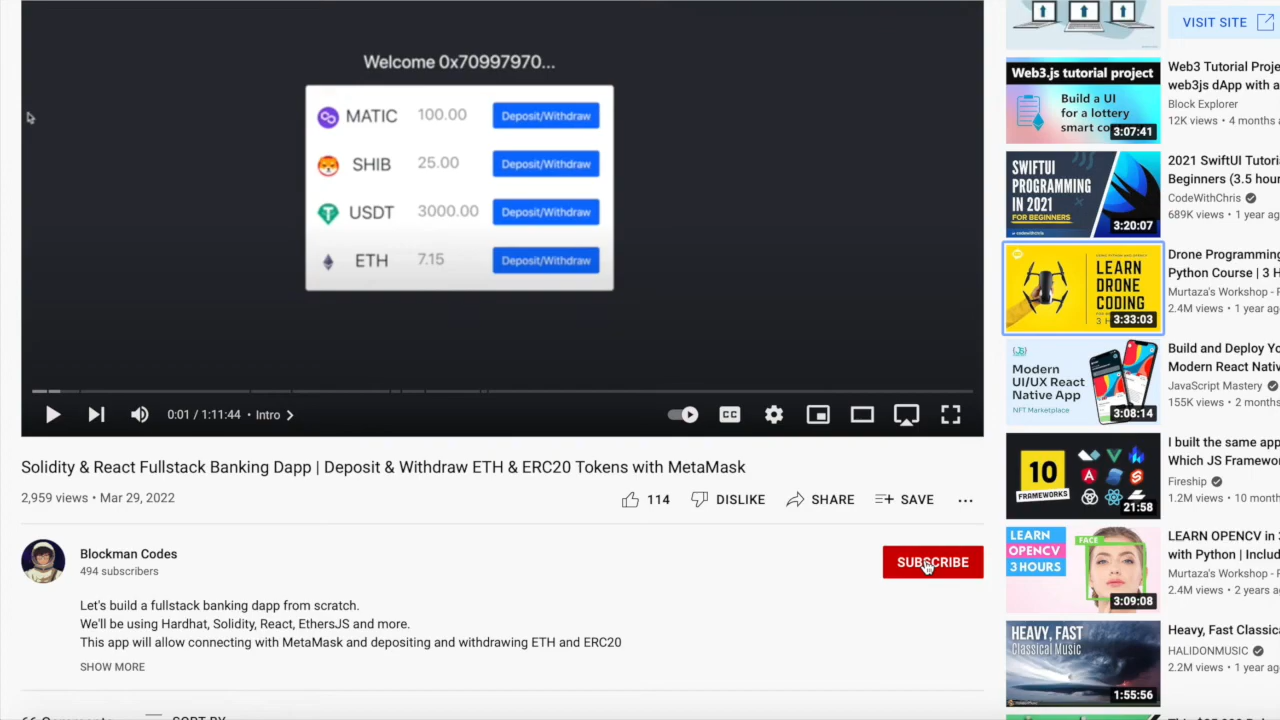 Welcome 0x70997970...
MATIC 100.00 Deposit/Withdraw
SHIB 25.00 Deposit/Withdraw
USDT 3000.00 Deposit/Withdraw
ETH 7.15 Deposit/Withdraw
0:01 / 1:11:44 • Intro
CC
Solidity & React Fullstack Banking Dapp | Deposit & Withdraw ETH & ERC20 Tokens with MetaMask
2,959 views • Mar 29, 2022
114 DISLIKE SHARE SAVE
Blockman Codes
494 subscribers
SUBSCRIBE
Let's build a fullstack banking dapp from scratch.
We'll be using Hardhat, Solidity, React, EthersJS and more.
This app will allow connecting with MetaMask and depositing and withdrawing ETH and ERC20
SHOW MORE
SORT BY
VISIT SITE
Web3.js tutorial project
Build a UI
for a lottery
smart co
3:07:41
Web3 Tutorial Proje
web3js dApp with a
Block Explorer
12K views • 4 months a
SWIFTUI
PROGRAMMING
IN 2021
FOR BEGINNERS
codewithchris
3:20:07
2021 SwiftUI Tutoria
Beginners (3.5 hour
CodeWithChris
689K views • 1 year ag
LEARN
DRONE
CODING
3:33:03
Drone Programming
Python Course | 3 H
Murtaza's Workshop - R
2.4M views • 1 year ago
JS
Modern
UI/UX React
Native App
NFT Marketplace
3:08:14
Build and Deploy Yo
Modern React Nativ
JavaScript Mastery
155K views • 2 months
10
FRAMEWORKS
21:58
I built the same app
Which JS Framewor
Fireship
1.2M views • 10 month
LEARN
OPENCV
3 HOURS
FACE
3:09:08
LEARN OPENCV in 3
with Python | Includ
Murtaza's Workshop - R
2.4M views • 2 years a
HEAVY, FAST
Classical Music
1:55:56
Heavy, Fast Classica
HALIDONMUSIC
2.2M views • 1 year ag